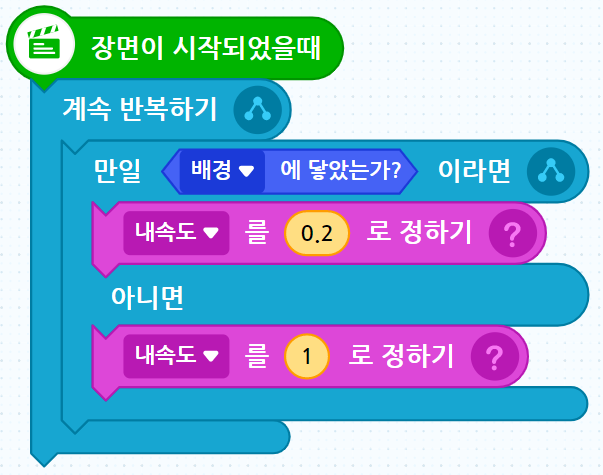 장면이 시작되었을때
계속 반복하기
만일 배경 에 닿았는가? 이라면
내속도 를 0.2 로 정하기 ?
아니면
내속도 를 1 로 정하기 ?